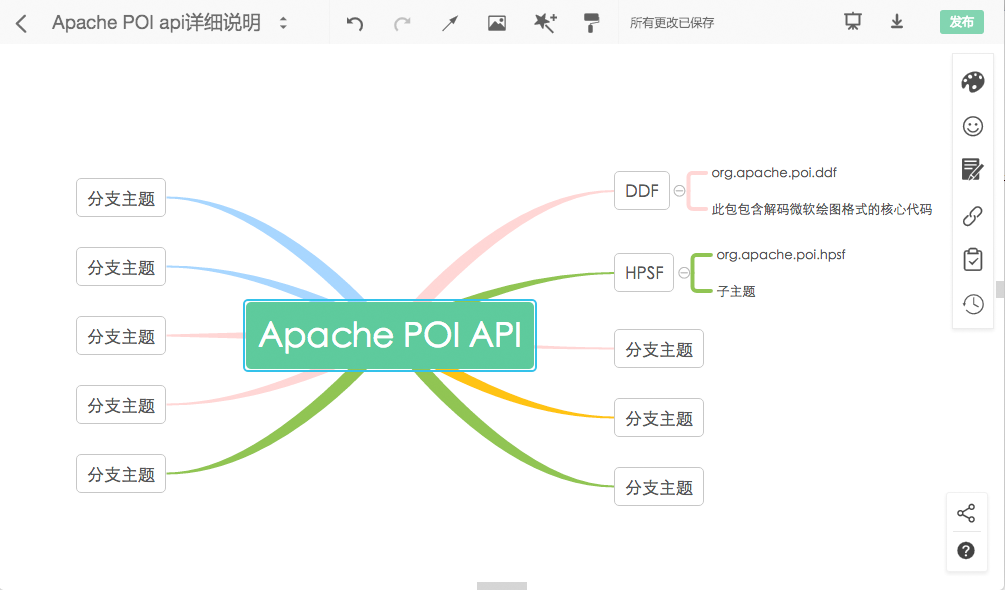 Apache POI api详细说明
所有更改已保存
发布
分支主题
分支主题
分支主题
分支主题
分支主题
Apache POI API
DDF
org.apache.poi.ddf
此包包含解码微软绘图格式的核心代码
HPSF
org.apache.poi.hpsf
子主题
分支主题
分支主题
分支主题